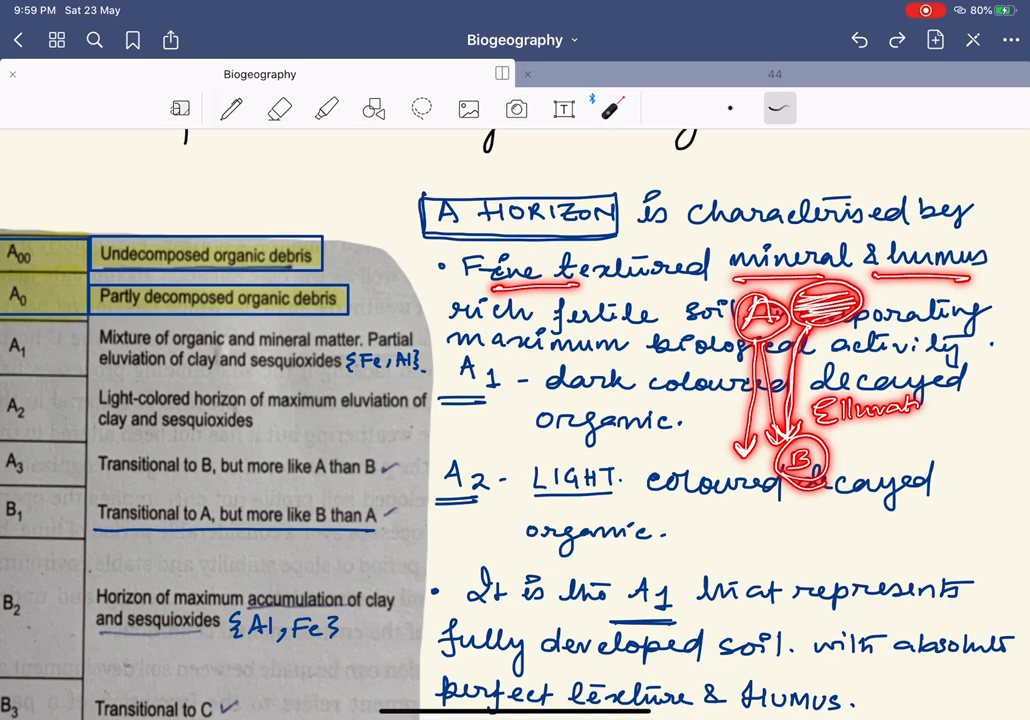 9:59 PM Sat 23 May
80%
Biogeography
Biogeography
44
A00 Undecomposed organic debris
A0 Partly decomposed organic debris
A1 Mixture of organic and mineral matter. Partial
eluviation of clay and sesquioxides {Fe, Al}
A2 Light-colored horizon of maximum eluviation of
clay and sesquioxides
A3 Transitional to B, but more like A than B
B1 Transitional to A, but more like B than A
B2 Horizon of maximum accumulation of clay
and sesquioxides {Al, Fe}
B3 Transitional to C
A HORIZON is characterised by
• Fine textured mineral & humus
rich fertile soil
A
maximum biological activity.
A1 - dark coloured decayed
organic.
Elluvat
B
A2 - LIGHT. coloured decayed
organic.
• It is the A1 that represents
fully developed soil. with absolute
perfect texture & HUMUS.